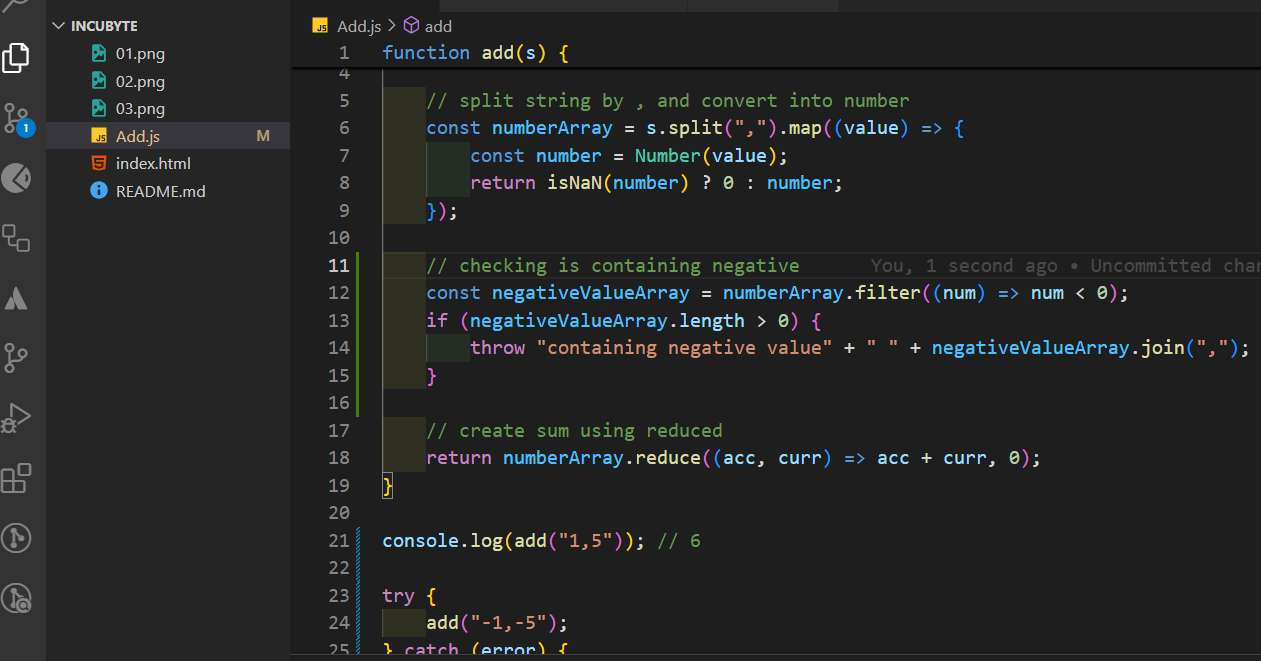 INCUBYTE
01.png
02.png
03.png
Add.js M
index.html
README.md
1
Add.js > add
1 function add(s) {
4
5 // split string by , and convert into number
6 const numberArray = s.split(",").map((value) => {
7 const number = Number(value);
8 return isNaN(number) ? 0 : number;
9 });
10
11 // checking is containing negative You, 1 second ago • Uncommitted chan
12 const negativeValueArray = numberArray.filter((num) => num < 0);
13 if (negativeValueArray.length > 0) {
14 throw "containing negative value" + " " + negativeValueArray.join(",");
15 }
16
17 // create sum using reduced
18 return numberArray.reduce((acc, curr) => acc + curr, 0);
19 }
20
21 console.log(add("1,5")); // 6
22
23 try {
24 add("-1,-5");
25 } catch (error) {